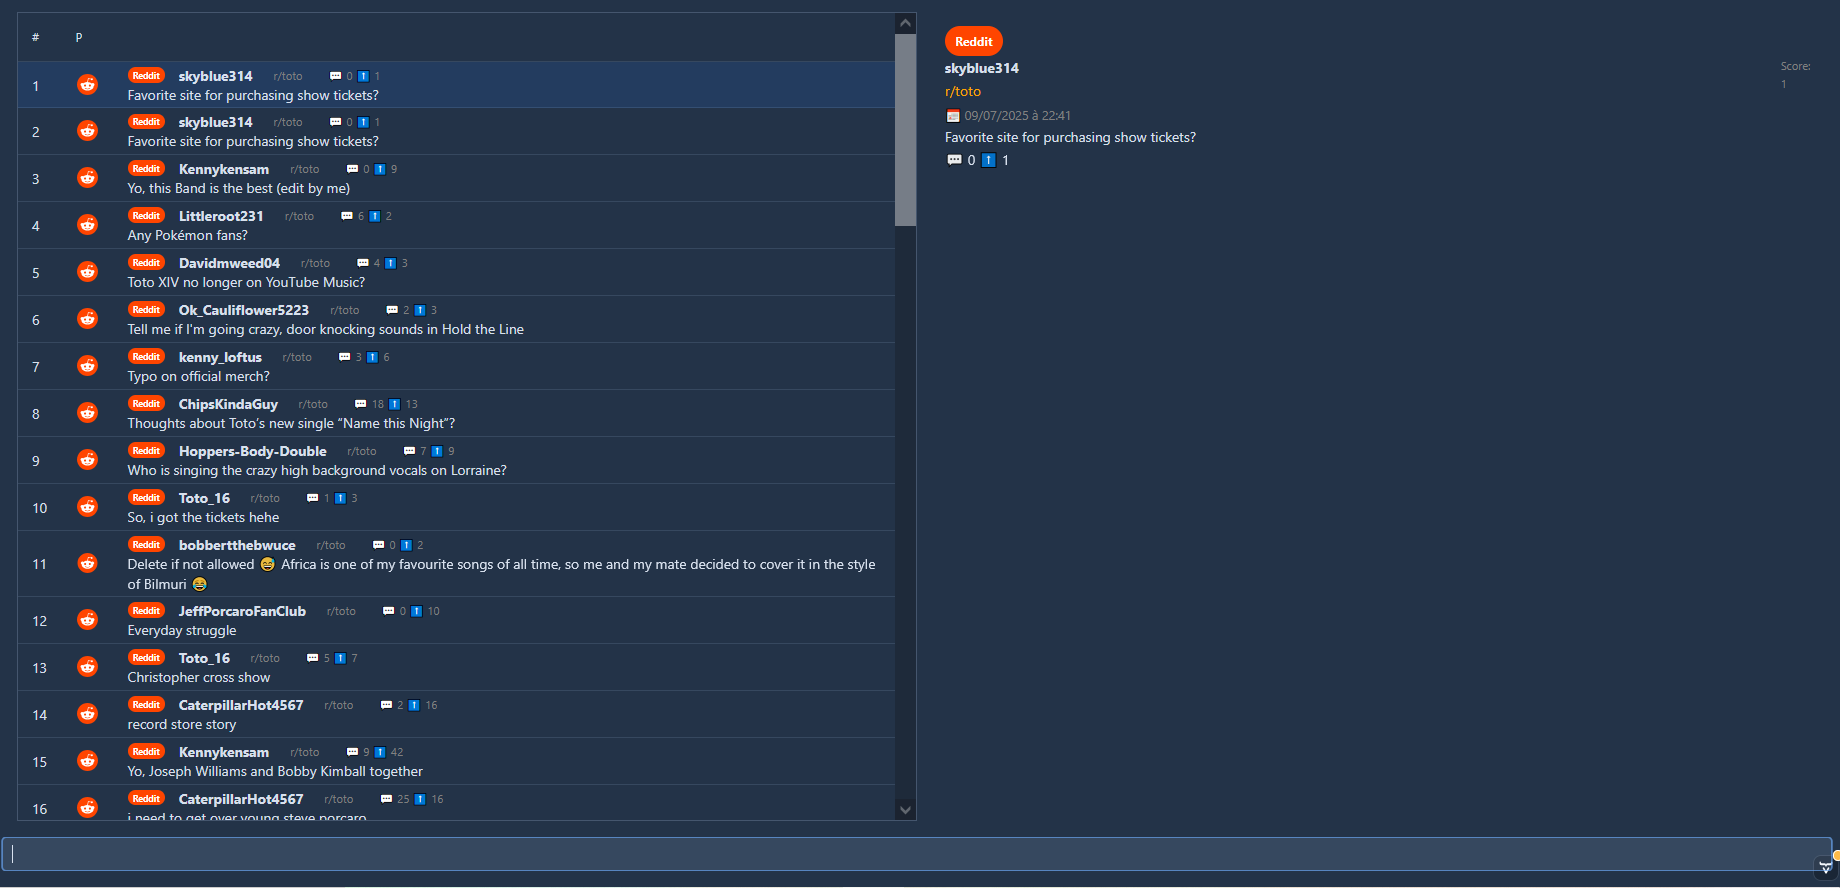 # P
1 Reddit skyblue314 r/toto 💬 0 ⬆ 1
Favorite site for purchasing show tickets?
2 Reddit skyblue314 r/toto 💬 0 ⬆ 1
Favorite site for purchasing show tickets?
3 Reddit Kennykensam r/toto 💬 0 ⬆ 9
Yo, this Band is the best (edit by me)
4 Reddit Littleroot231 r/toto 💬 6 ⬆ 2
Any Pokémon fans?
5 Reddit Davidmweed04 r/toto 💬 4 ⬆ 3
Toto XIV no longer on YouTube Music?
6 Reddit Ok_Cauliflower5223 r/toto 💬 2 ⬆ 3
Tell me if I'm going crazy, door knocking sounds in Hold the Line
7 Reddit kenny_loftus r/toto 💬 3 ⬆ 6
Typo on official merch?
8 Reddit ChipsKindaGuy r/toto 💬 18 ⬆ 13
Thoughts about Toto’s new single “Name this Night”?
9 Reddit Hoppers-Body-Double r/toto 💬 7 ⬆ 9
Who is singing the crazy high background vocals on Lorraine?
10 Reddit Toto_16 r/toto 💬 1 ⬆ 3
So, i got the tickets hehe
11 Reddit bobbertthebwuce r/toto 💬 0 ⬆ 2
Delete if not allowed 😅 Africa is one of my favourite songs of all time, so me and my mate decided to cover it in the style
of Bilmuri 😂
12 Reddit JeffPorcaroFanClub r/toto 💬 0 ⬆ 10
Everyday struggle
13 Reddit Toto_16 r/toto 💬 5 ⬆ 7
Christopher cross show
14 Reddit CaterpillarHot4567 r/toto 💬 2 ⬆ 16
record store story
15 Reddit Kennykensam r/toto 💬 9 ⬆ 42
Yo, Joseph Williams and Bobby Kimball together
16 Reddit CaterpillarHot4567 r/toto 💬 25 ⬆ 16
i need to get over young steve porcaro
Reddit
skyblue314
r/toto
📅 09/07/2025 à 22:41
Favorite site for purchasing show tickets?
💬 0 ⬆ 1
Score:
1